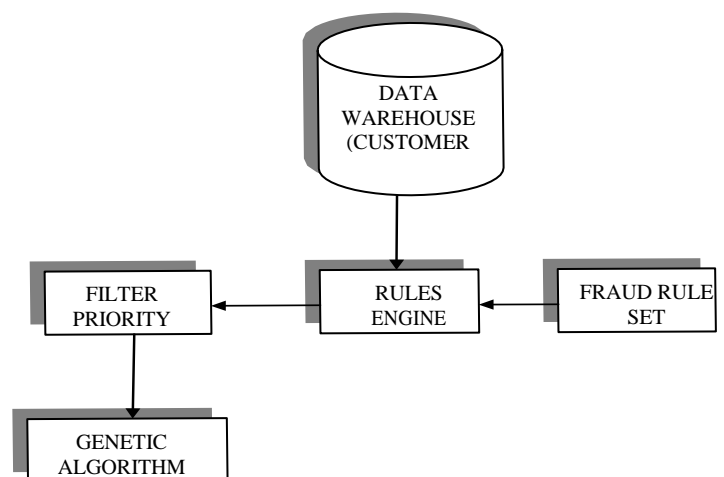 DATA
WAREHOUSE
(CUSTOMER
FILTER
PRIORITY
RULES
ENGINE
FRAUD RULE
SET
GENETIC
ALGORITHM